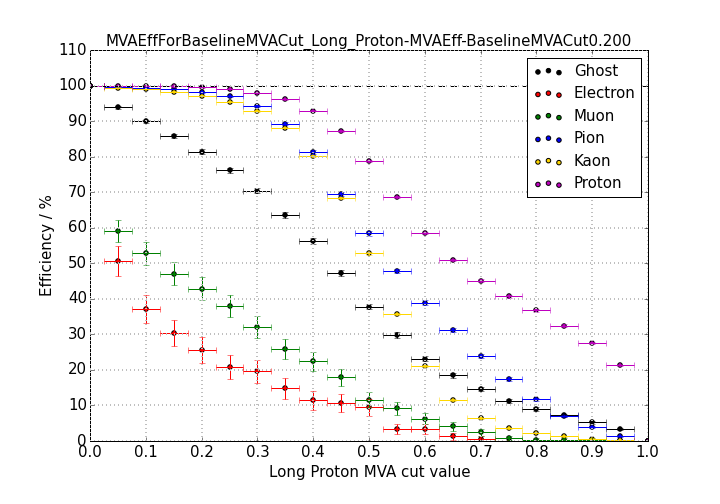 MVAEffForBaselineMVACut_Long_Proton-MVAEff-BaselineMVACut0.200
110
100
90
80
70
60
50
40
30
20
10
0
Efficiency / %
Ghost
Electron
Muon
Pion
Kaon
Proton
0.0 0.1 0.2 0.3 0.4 0.5 0.6 0.7 0.8 0.9 1.0
Long Proton MVA cut value